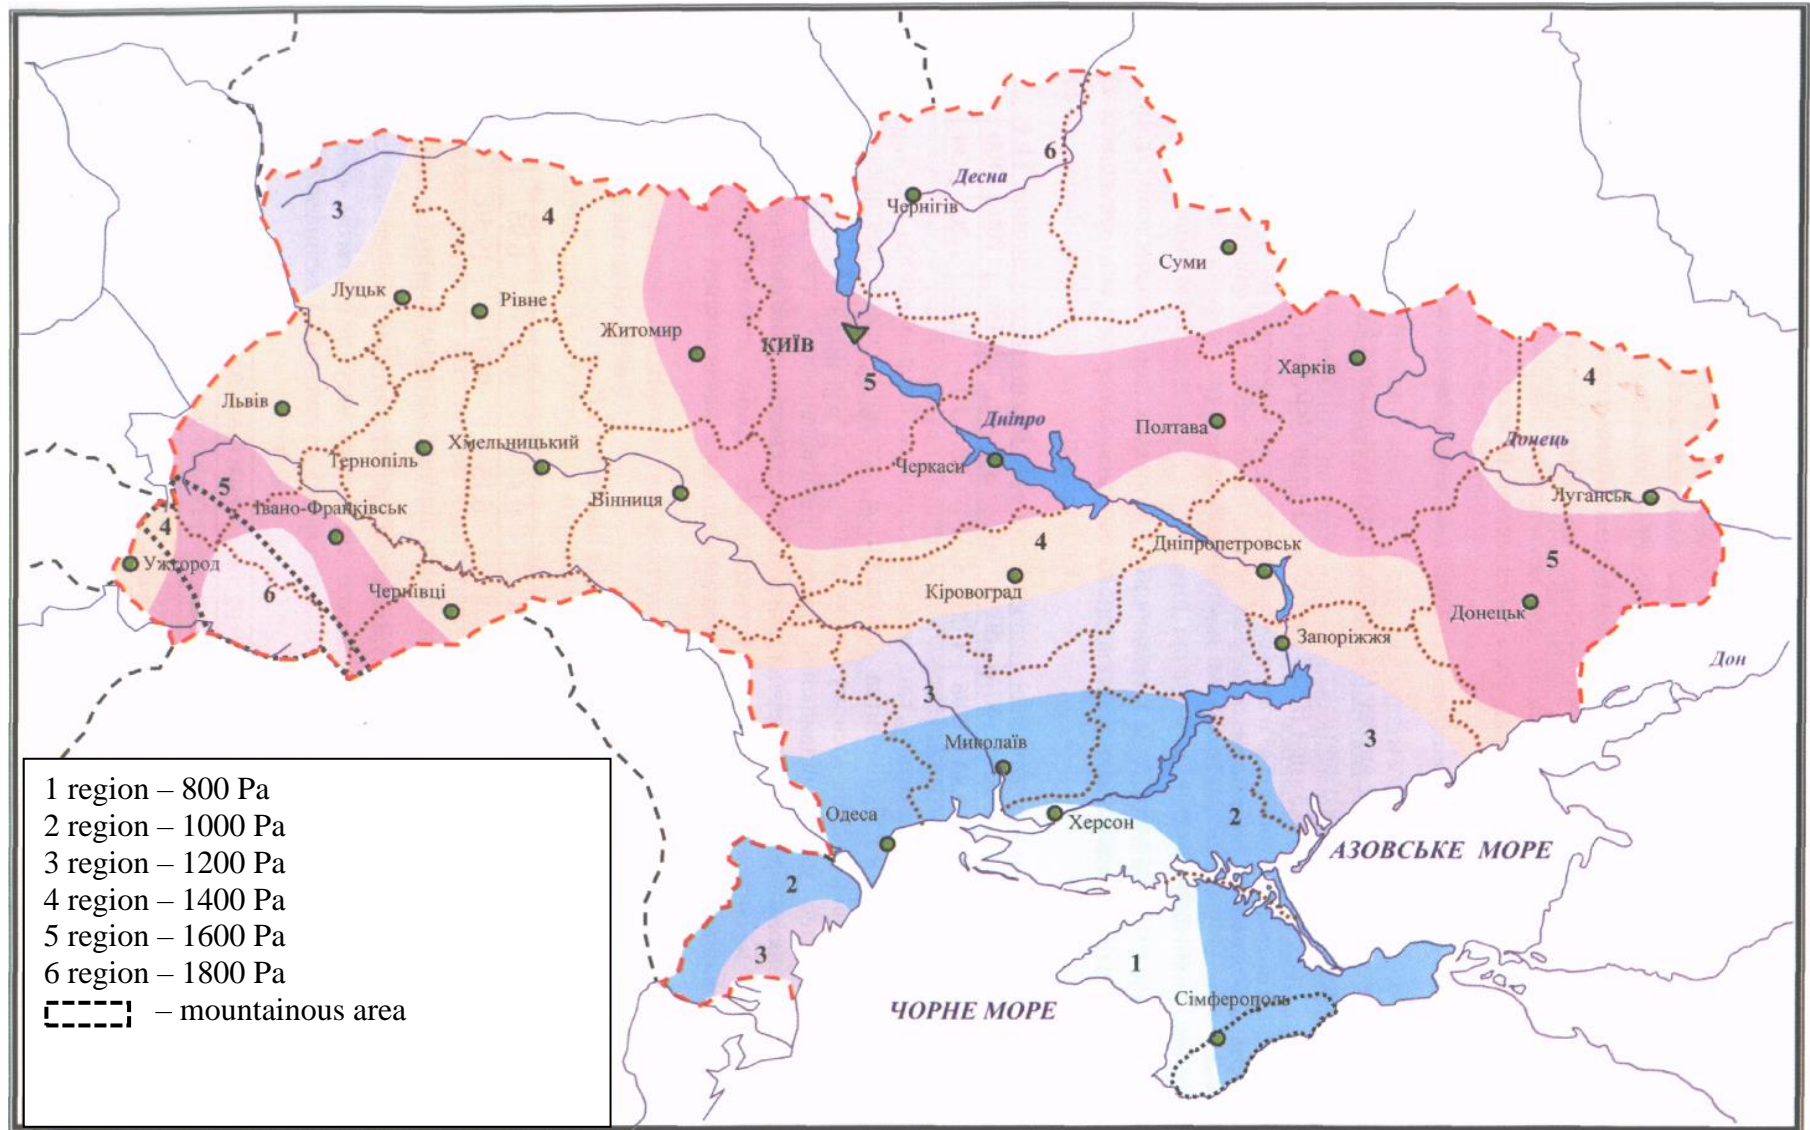 6
Десна
Чернігів
3
4
Суми
Луцьк
Рівне
Житомир
КИЇВ
Харків
5
4
Львів
Дніпро
Полтава
Донець
Хмельницький
Тернопіль
Черкаси
5
Вінниця
Луганськ
Івано-Франківськ
4
4
Дніпропетровськ
5
Ужгород
6
Чернівці
Кіровоград
Донецьк
Запоріжжя
Дон
3
3
Миколаїв
Одеса
Херсон
2
АЗОВСЬКЕ МОРЕ
2
3
1
Сімферополь
ЧОРНЕ МОРЕ
1 region – 800 Pa
2 region – 1000 Pa
3 region – 1200 Pa
4 region – 1400 Pa
5 region – 1600 Pa
6 region – 1800 Pa
– mountainous area